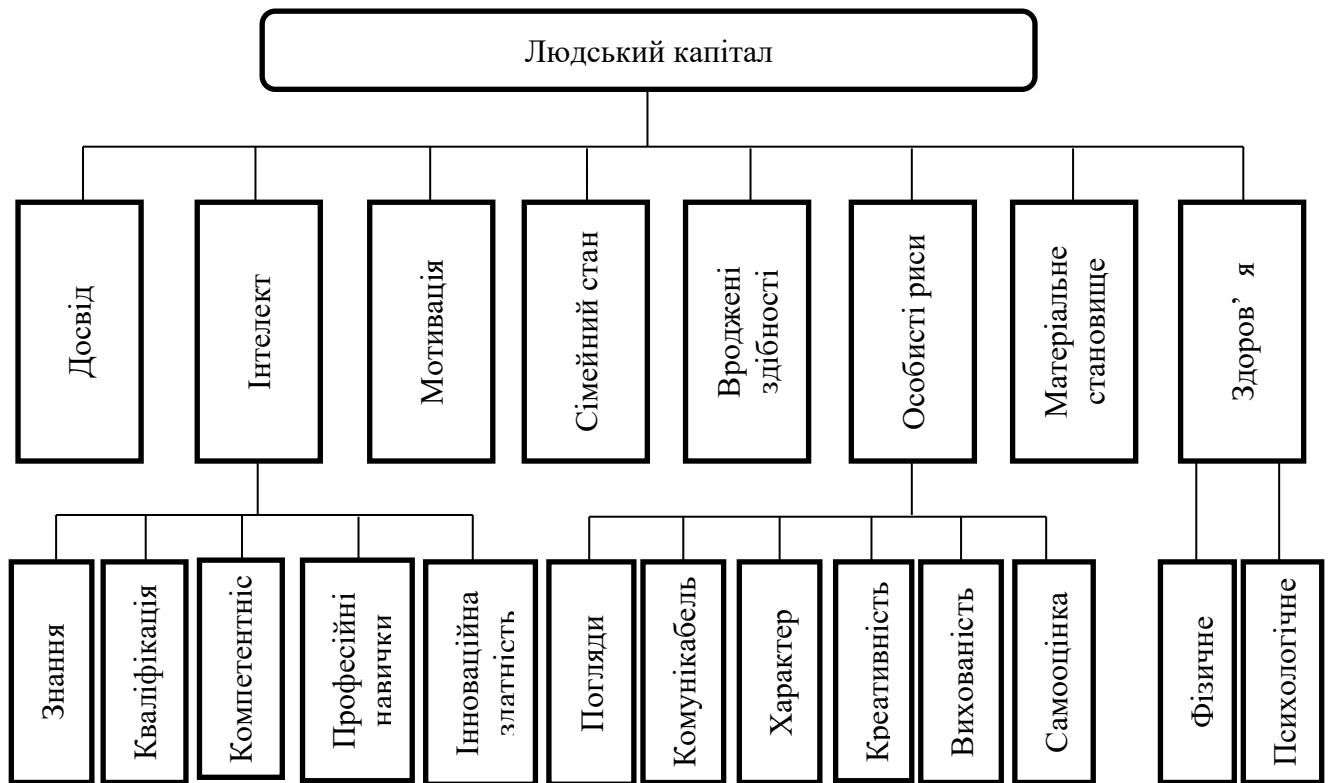 Людський капітал
Досвід
Інтелект
Мотивація
Сімейний стан
Вроджені
здібності
Особисті риси
Матеріальне
становище
Здоров’ я
Знання
Кваліфікація
Компетентніс
Професійні
навички
Інноваційна
златність
Погляди
Комунікабель
Характер
Креативність
Вихованість
Самооцінка
Фізичне
Психологічне